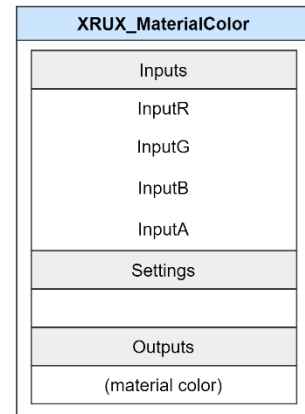 XRUX_MaterialColor
Inputs
InputR
InputG
InputB
InputA
Settings
Outputs
(material color)